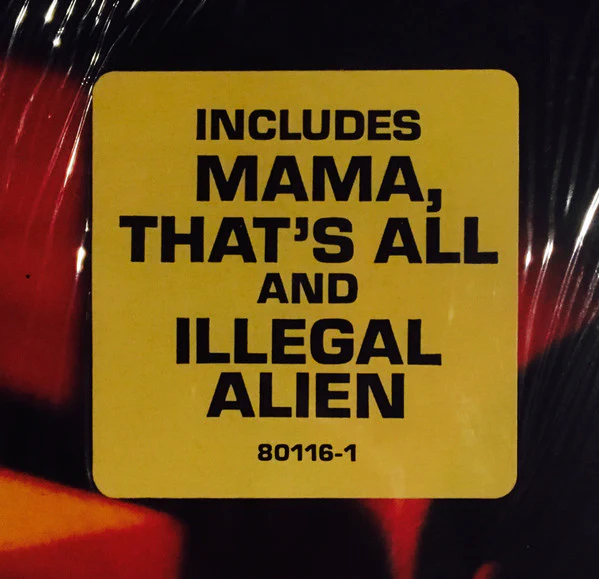 INCLUDES
MAMA,
THAT'S ALL
AND
ILLEGAL
ALIEN
80116-1